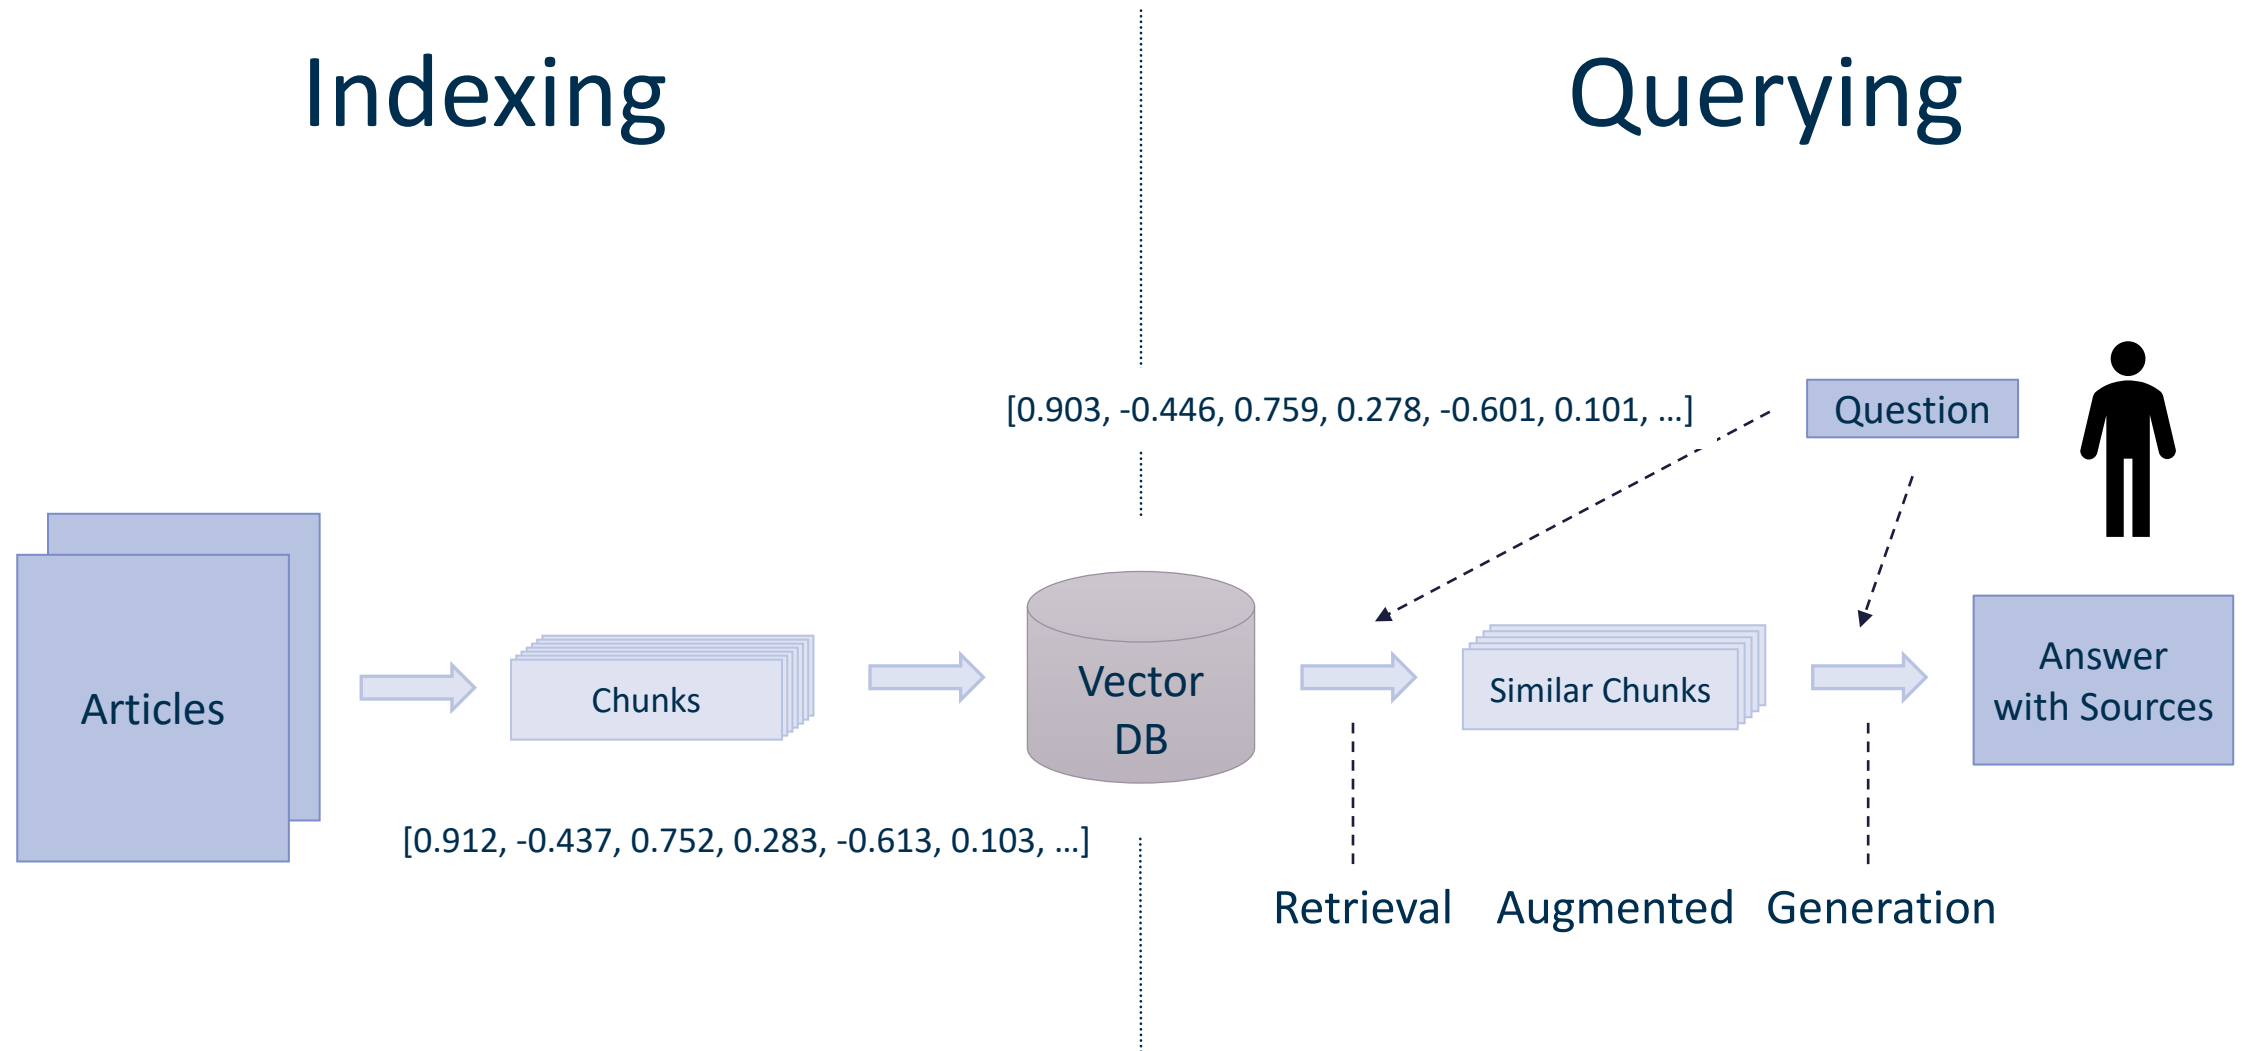 Indexing
Querying
[0.903, -0.446, 0.759, 0.278, -0.601, 0.101, …]
Question
Articles
Chunks
Vector
DB
Similar Chunks
Answer
with Sources
[0.912, -0.437, 0.752, 0.283, -0.613, 0.103, …]
Retrieval Augmented Generation